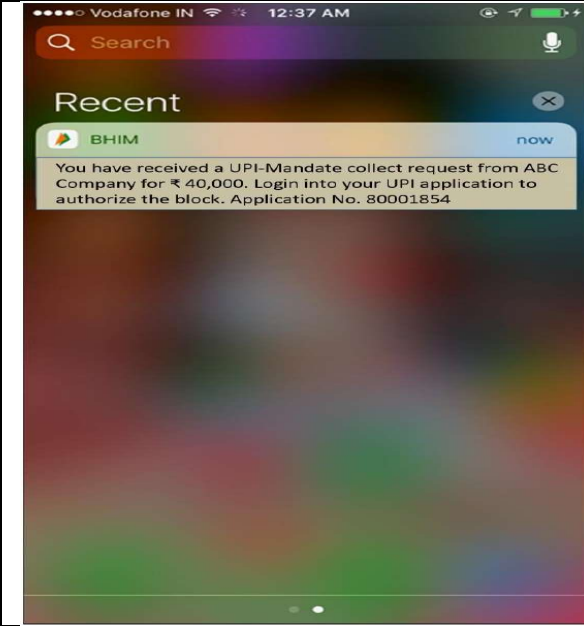 Vodafone IN 12:37 AM
Search
Recent
BHIM now
You have received a UPI-Mandate collect request from ABC
Company for ₹ 40,000. Login into your UPI application to
authorize the block. Application No. 80001854